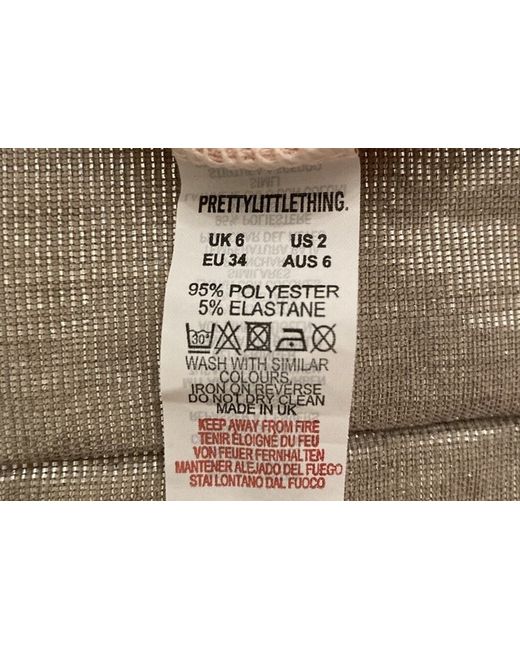 PRETTYLITTLETHING.
UK 6 US 2
EU 34 AUS 6
95% POLYESTER
5% ELASTANE
30°
WASH WITH SIMILAR
COLOURS,
IRON ON REVERSE
DO NOT DRY CLEAN
MADE IN UK
KEEP AWAY FROM FIRE
TENIR ÉLOIGNÉ DU FEU
VON FEUER FERNHALTEN
MANTENER ALEJADO DEL FUEGO
STAI LONTANO DAL FUOCO